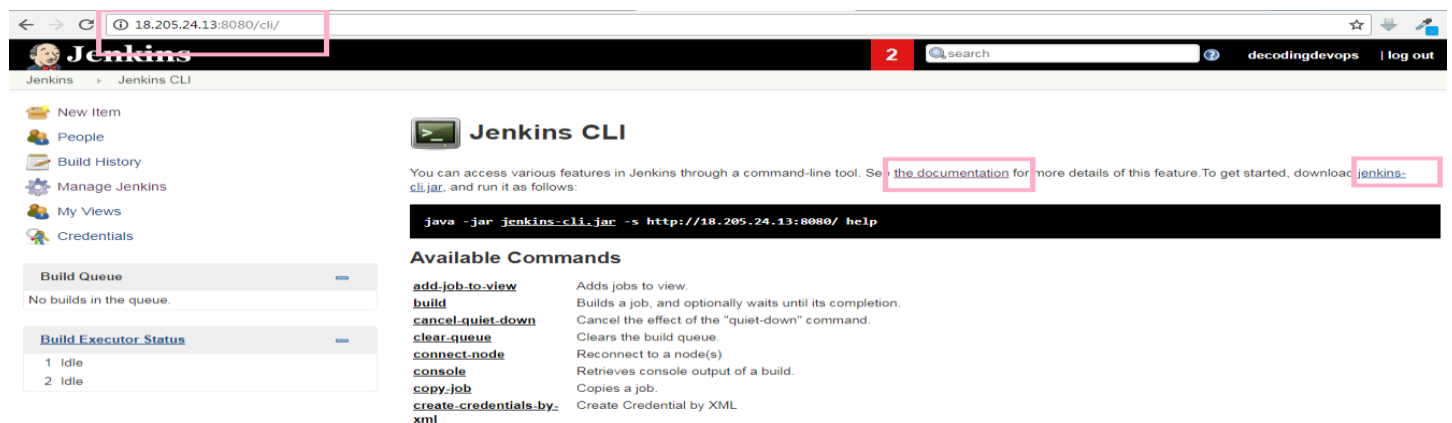 18.205.24.13:8080/cli/
Jenkins
2
search
decodingdevops | log out
Jenkins Jenkins CLI
New Item
People
Build History
Manage Jenkins
My Views
Credentials
Build Queue
No builds in the queue.
Build Executor Status
1 Idle
2 Idle
Jenkins CLI
You can access various features in Jenkins through a command-line tool. See the documentation for more details of this feature.To get started, download jenkins-
cli.jar, and run it as follows:
java -jar jenkins-cli.jar -s http://18.205.24.13:8080/ help
Available Commands
add-job-to-view Adds jobs to view.
build Builds a job, and optionally waits until its completion.
cancel-quiet-down Cancel the effect of the "quiet-down" command.
clear-queue Clears the build queue.
connect-node Reconnect to a node(s)
console Retrieves console output of a build.
copy-job Copies a job.
create-credentials-by- Create Credential by XML
xml